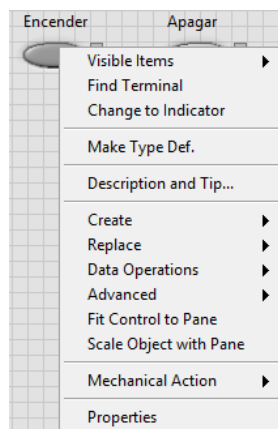 Encender Apagar
Visible Items
Find Terminal
Change to Indicator
Make Type Def.
Description and Tip...
Create
Replace
Data Operations
Advanced
Fit Control to Pane
Scale Object with Pane
Mechanical Action
Properties